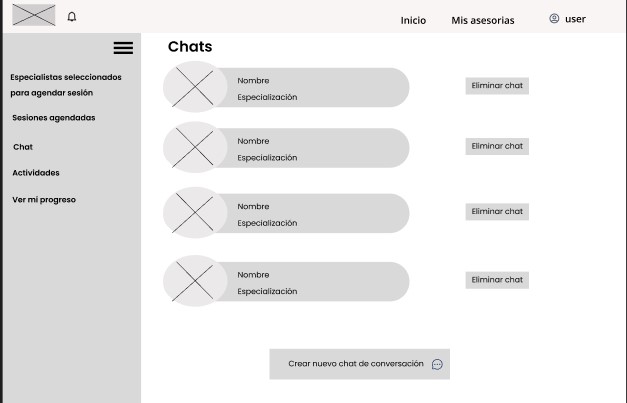 Inicio
Mis asesorias
user
Especialistas seleccionados
para agendar sesión
Sesiones agendadas
Chat
Actividades
Ver mi progreso
Chats
Nombre
Especialización
Eliminar chat
Nombre
Especialización
Eliminar chat
Nombre
Especialización
Eliminar chat
Nombre
Especialización
Eliminar chat
Crear nuevo chat de conversación